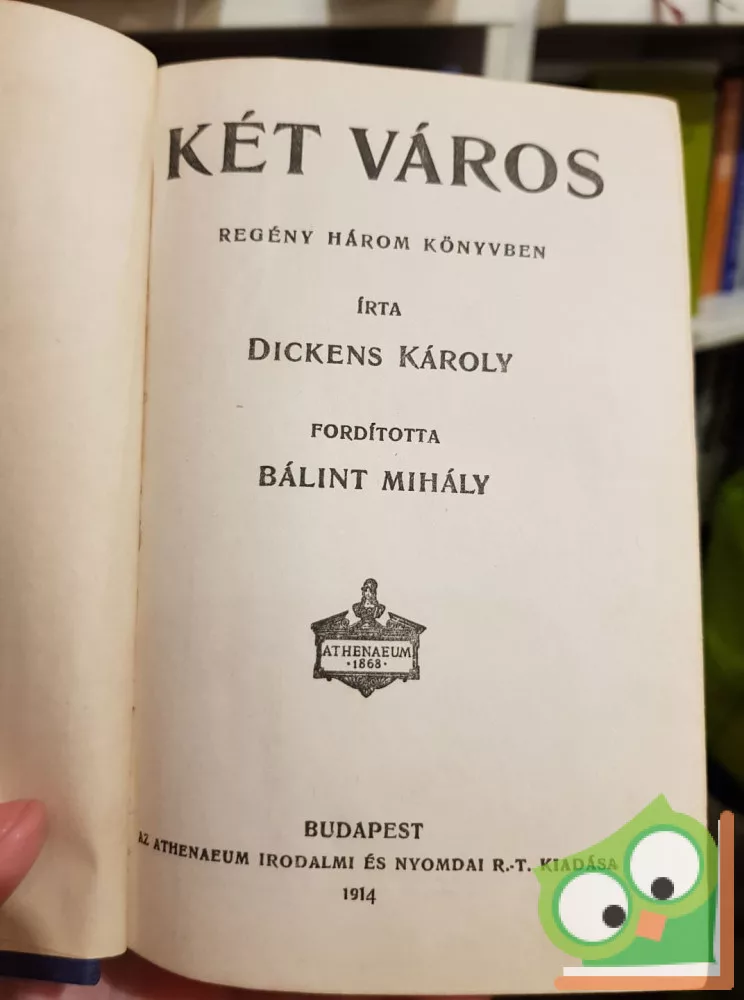 KÉT VÁROS
REGÉNY HÁROM KÖNYVBEN
ÍRTA
DICKENS KÁROLY
FORDÍTOTTA
BÁLINT MIHÁLY
ATHENAEUM
·1868·
BUDAPEST
AZ ATHENAEUM IRODALMI ÉS NYOMDAI R.-T. KIADÁSA
1914